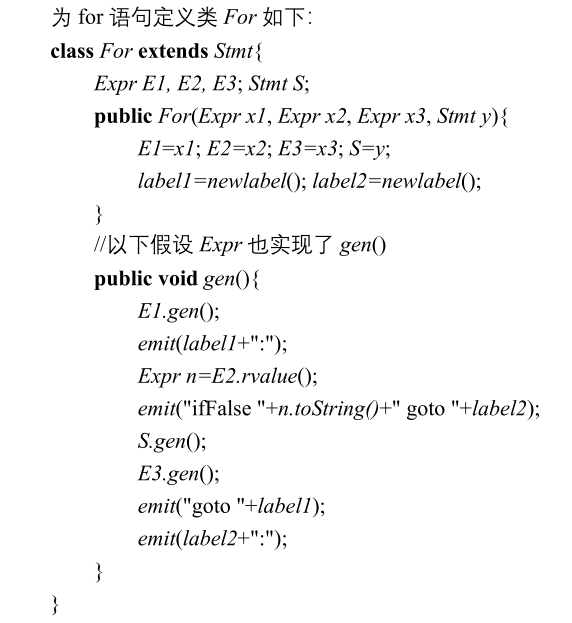 为 for 语句定义类 For 如下：
class For extends Stmt{
Expr E1, E2, E3; Stmt S;
public For(Expr x1, Expr x2, Expr x3, Stmt y){
E1=x1; E2=x2; E3=x3; S=y;
label1=newlabel(); label2=newlabel();
}
//以下假设 Expr 也实现了 gen()
public void gen(){
E1.gen();
emit(label1+":");
Expr n=E2.rvalue();
emit("ifFalse "+n.toString()+" goto "+label2);
S.gen();
E3.gen();
emit("goto "+label1);
emit(label2+":");
}
}